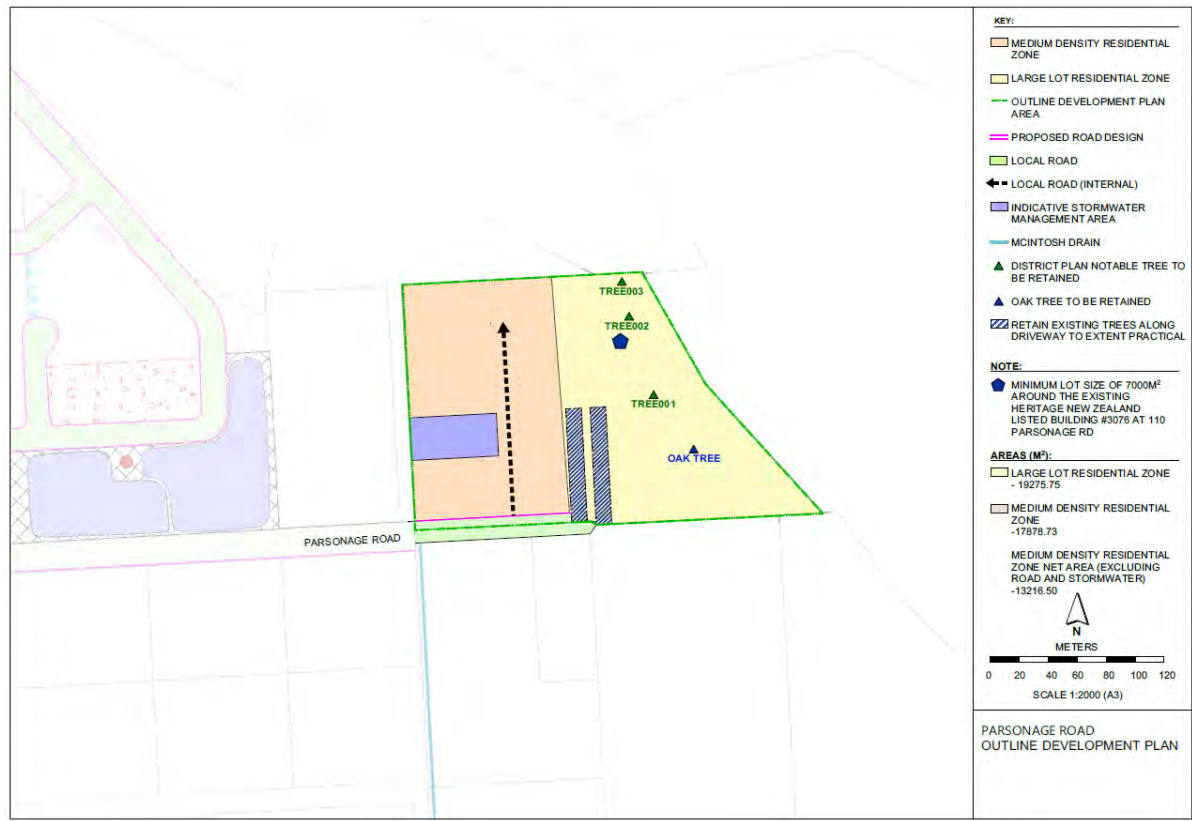 TREE003
TREE002
TREE001
OAK TREE
PARSONAGE ROAD
KEY:
MEDIUM DENSITY RESIDENTIAL
ZONE
LARGE LOT RESIDENTIAL ZONE
OUTLINE DEVELOPMENT PLAN
AREA
PROPOSED ROAD DESIGN
LOCAL ROAD
LOCAL ROAD (INTERNAL)
INDICATIVE STORMWATER
MANAGEMENT AREA
MCINTOSH DRAIN
DISTRICT PLAN NOTABLE TREE TO
BE RETAINED
OAK TREE TO BE RETAINED
RETAIN EXISTING TREES ALONG
DRIVEWAY TO EXTENT PRACTICAL
NOTE:
MINIMUM LOT SIZE OF 7000M²
AROUND THE EXISTING
HERITAGE NEW ZEALAND
LISTED BUILDING #3076 AT 110
PARSONAGE RD
AREAS (M²):
LARGE LOT RESIDENTIAL ZONE
- 19275.75
MEDIUM DENSITY RESIDENTIAL
ZONE
-17878.73
MEDIUM DENSITY RESIDENTIAL
ZONE NET AREA (EXCLUDING
ROAD AND STORMWATER)
-13216.50
N
METERS
0 20 40 60 80 100 120
SCALE 1:2000 (A3)
PARSONAGE ROAD
OUTLINE DEVELOPMENT PLAN